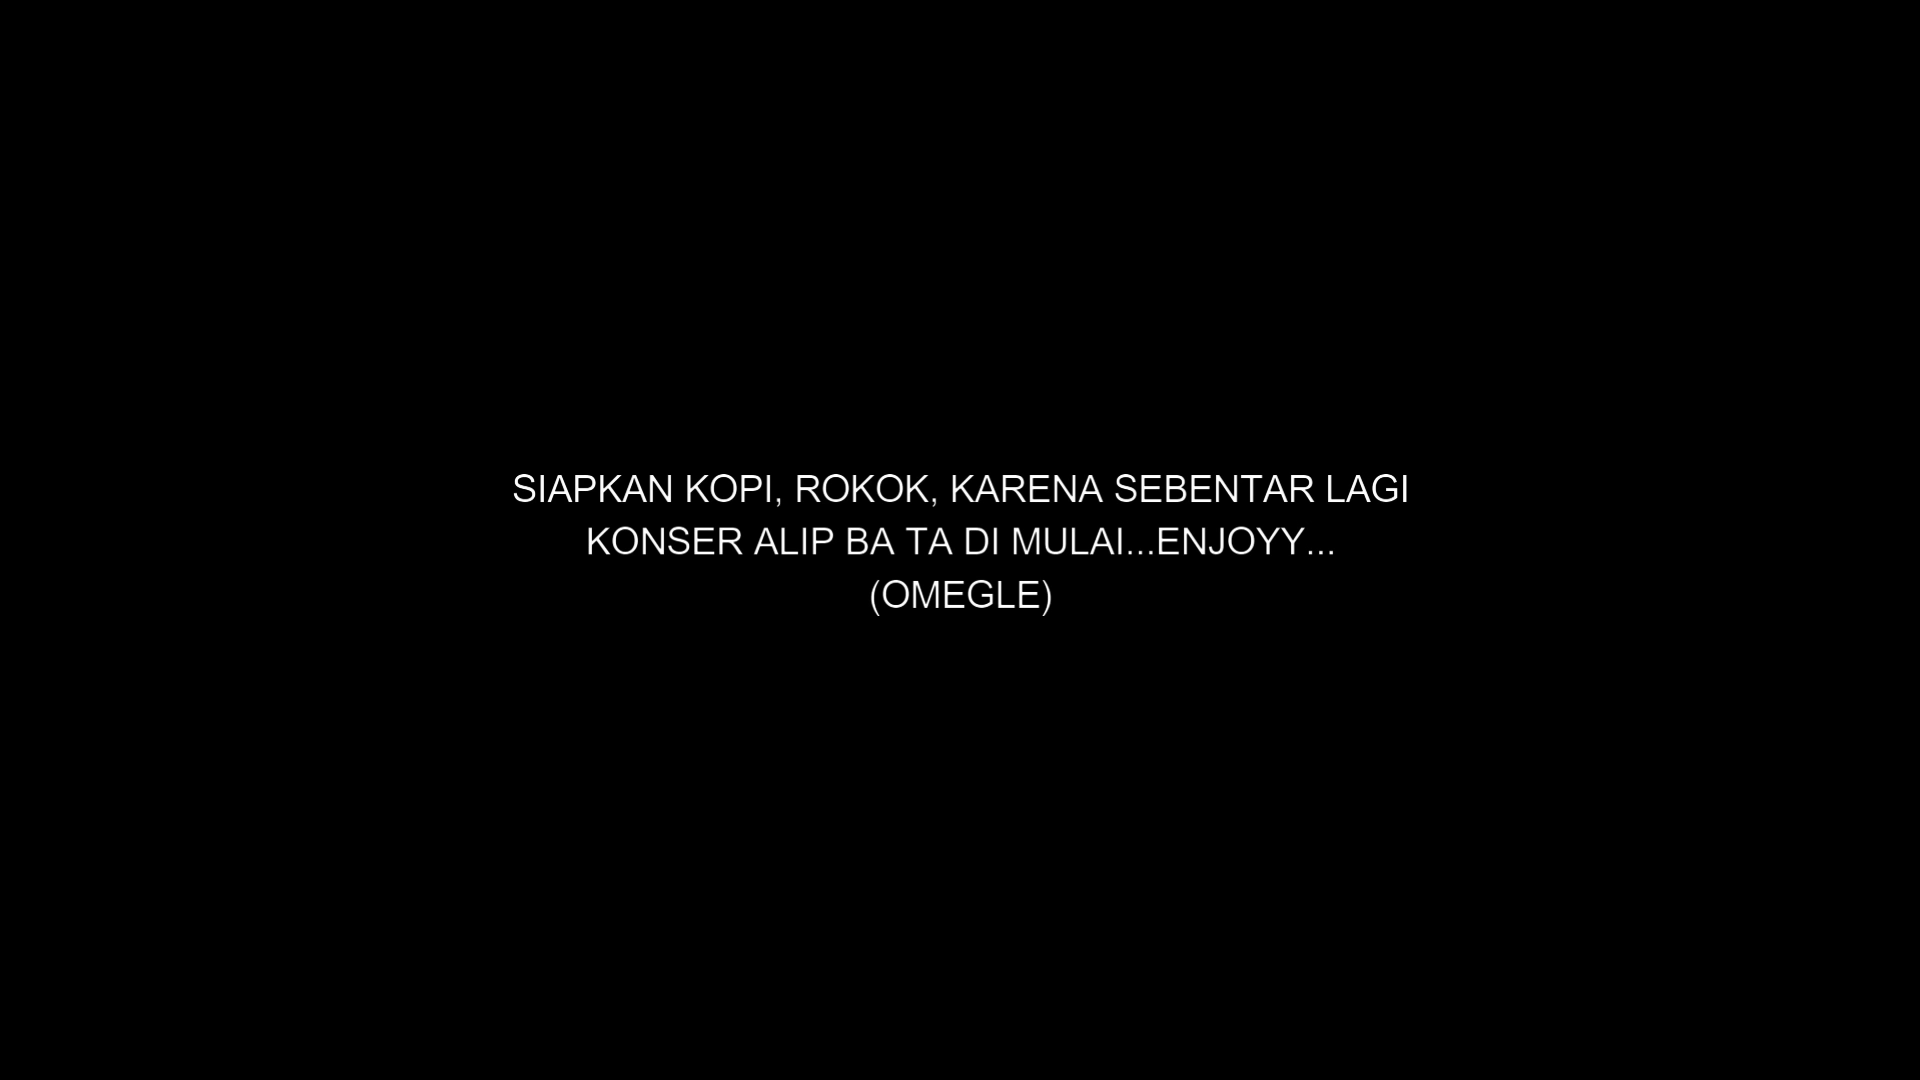 SIAPKAN KOPI, ROKOK, KARENA SEBENTAR LAGI
KONSER ALIP BA TA DI MULAI...ENJOYY...
(OMEGLE)